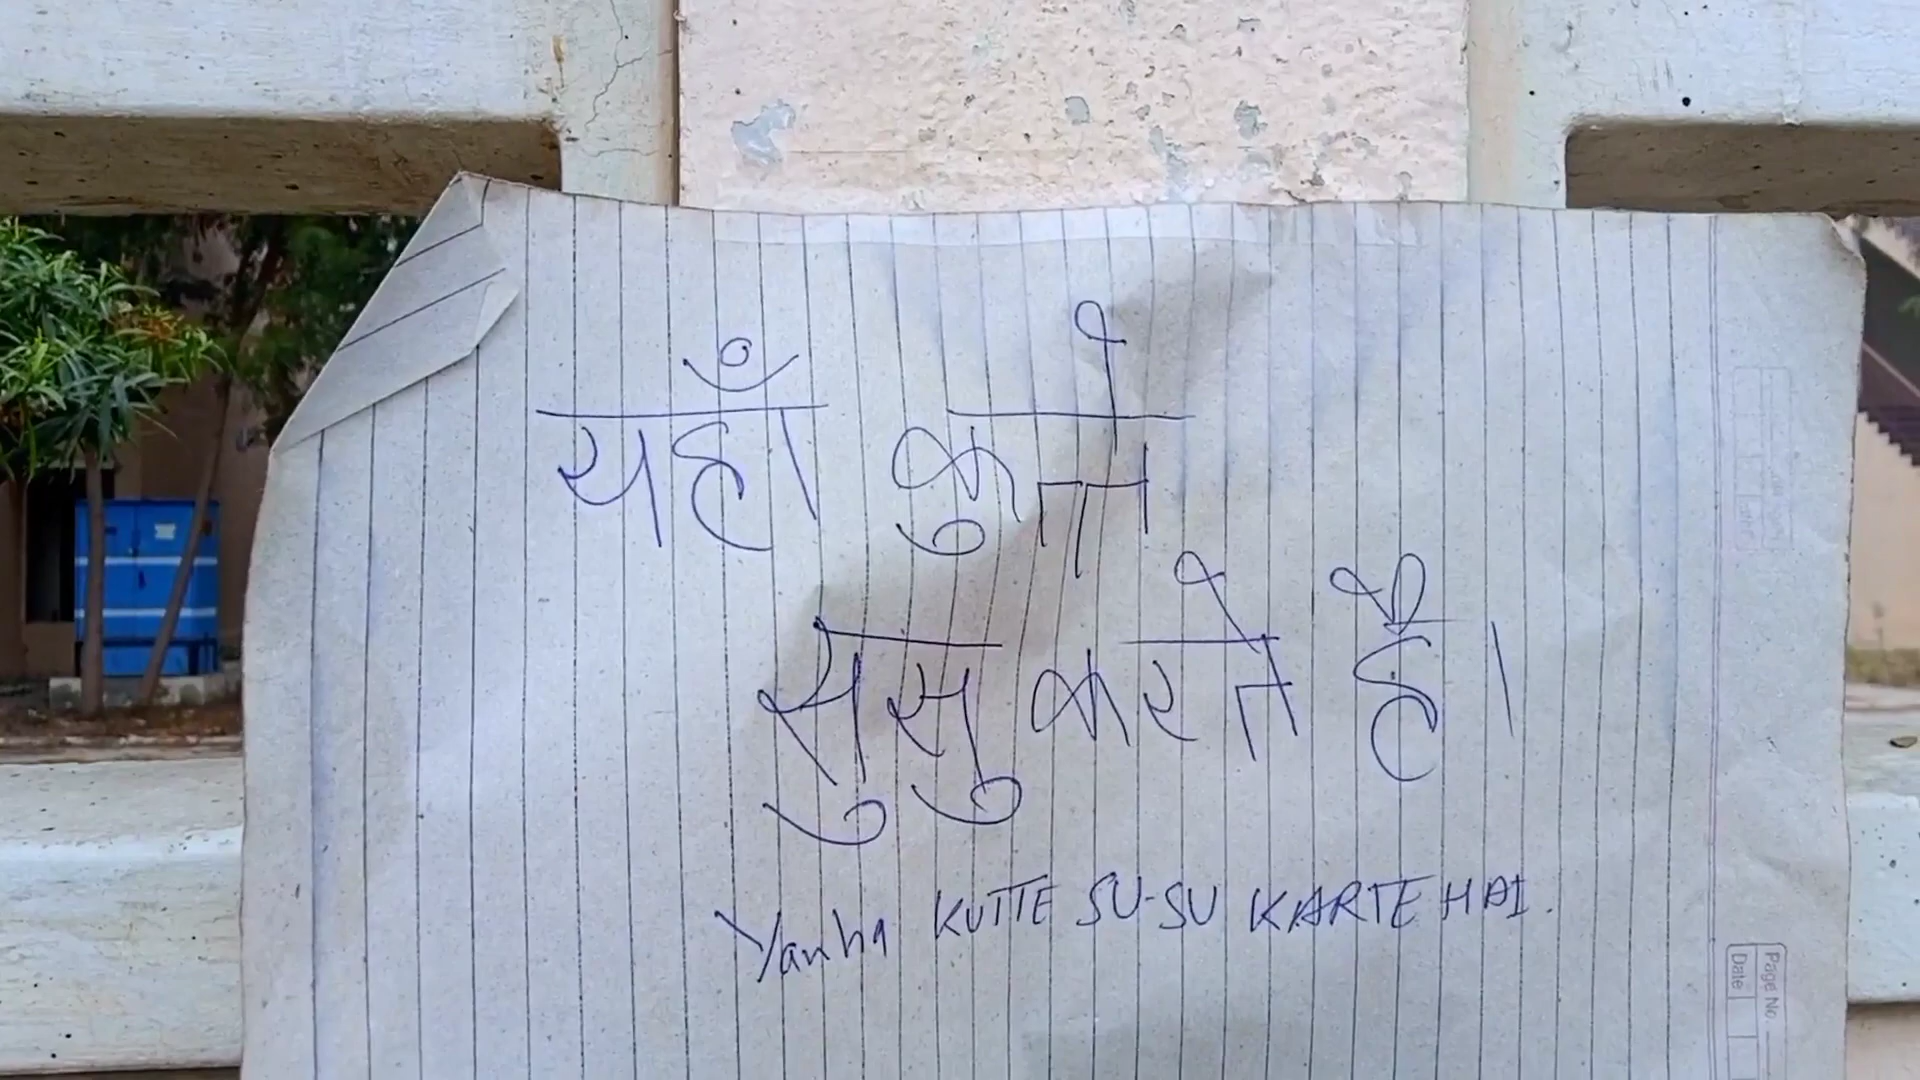 यहाँ कुत्ते
सुसु करते है।
Yanha KUTTE SU-SU KARTE HAI.
Page No.
Date